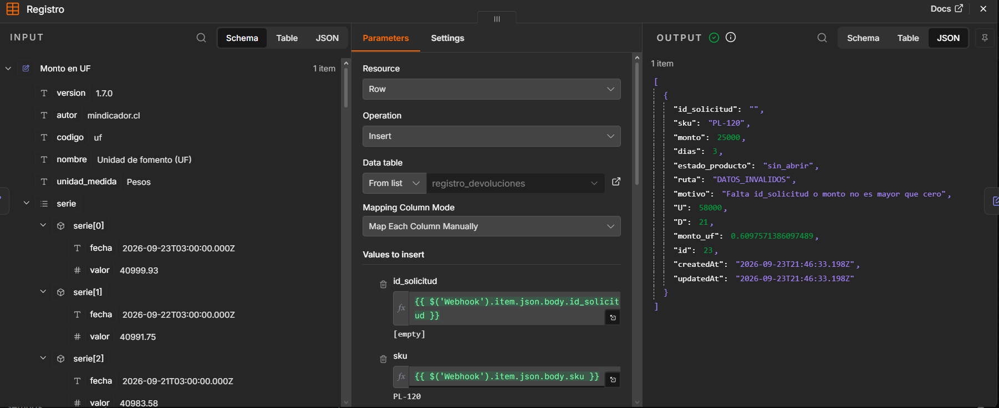 Registro
Docs
INPUT
Schema
Table
JSON
Monto en UF
1 item
version
1.7.0
autor
mindicador.cl
codigo
uf
nombre
Unidad de fomento (UF)
unidad_medida
Pesos
serie
serie[0]
fecha
2026-09-23T03:00:00.000Z
valor
40999.93
serie[1]
fecha
2026-09-22T03:00:00.000Z
valor
40991.75
serie[2]
fecha
2026-09-21T03:00:00.000Z
valor
40983.58
Parameters
Settings
Resource
Row
Operation
Insert
Data table
From list
registro_devoluciones
Mapping Column Mode
Map Each Column Manually
Values to insert
id_solicitud
fx
{{ $('Webhook').item.json.body.id_solicit
ud }}
[empty]
sku
fx
{{ $('Webhook').item.json.body.sku }}
PL-120
OUTPUT
Schema
Table
JSON
1 item
[
{
"id_solicitud": "",
"sku": "PL-120",
"monto": 25000,
"dias": 3,
"estado_producto": "sin_abrir",
"ruta": "DATOS_INVALIDOS",
"motivo": "Falta id_solicitud o monto no es mayor que cero",
"U": 58000,
"D": 21,
"monto_uf": 0.6097571386097489,
"id": 23,
"createdAt": "2026-09-23T21:46:33.198Z",
"updatedAt": "2026-09-23T21:46:33.198Z"
}
]